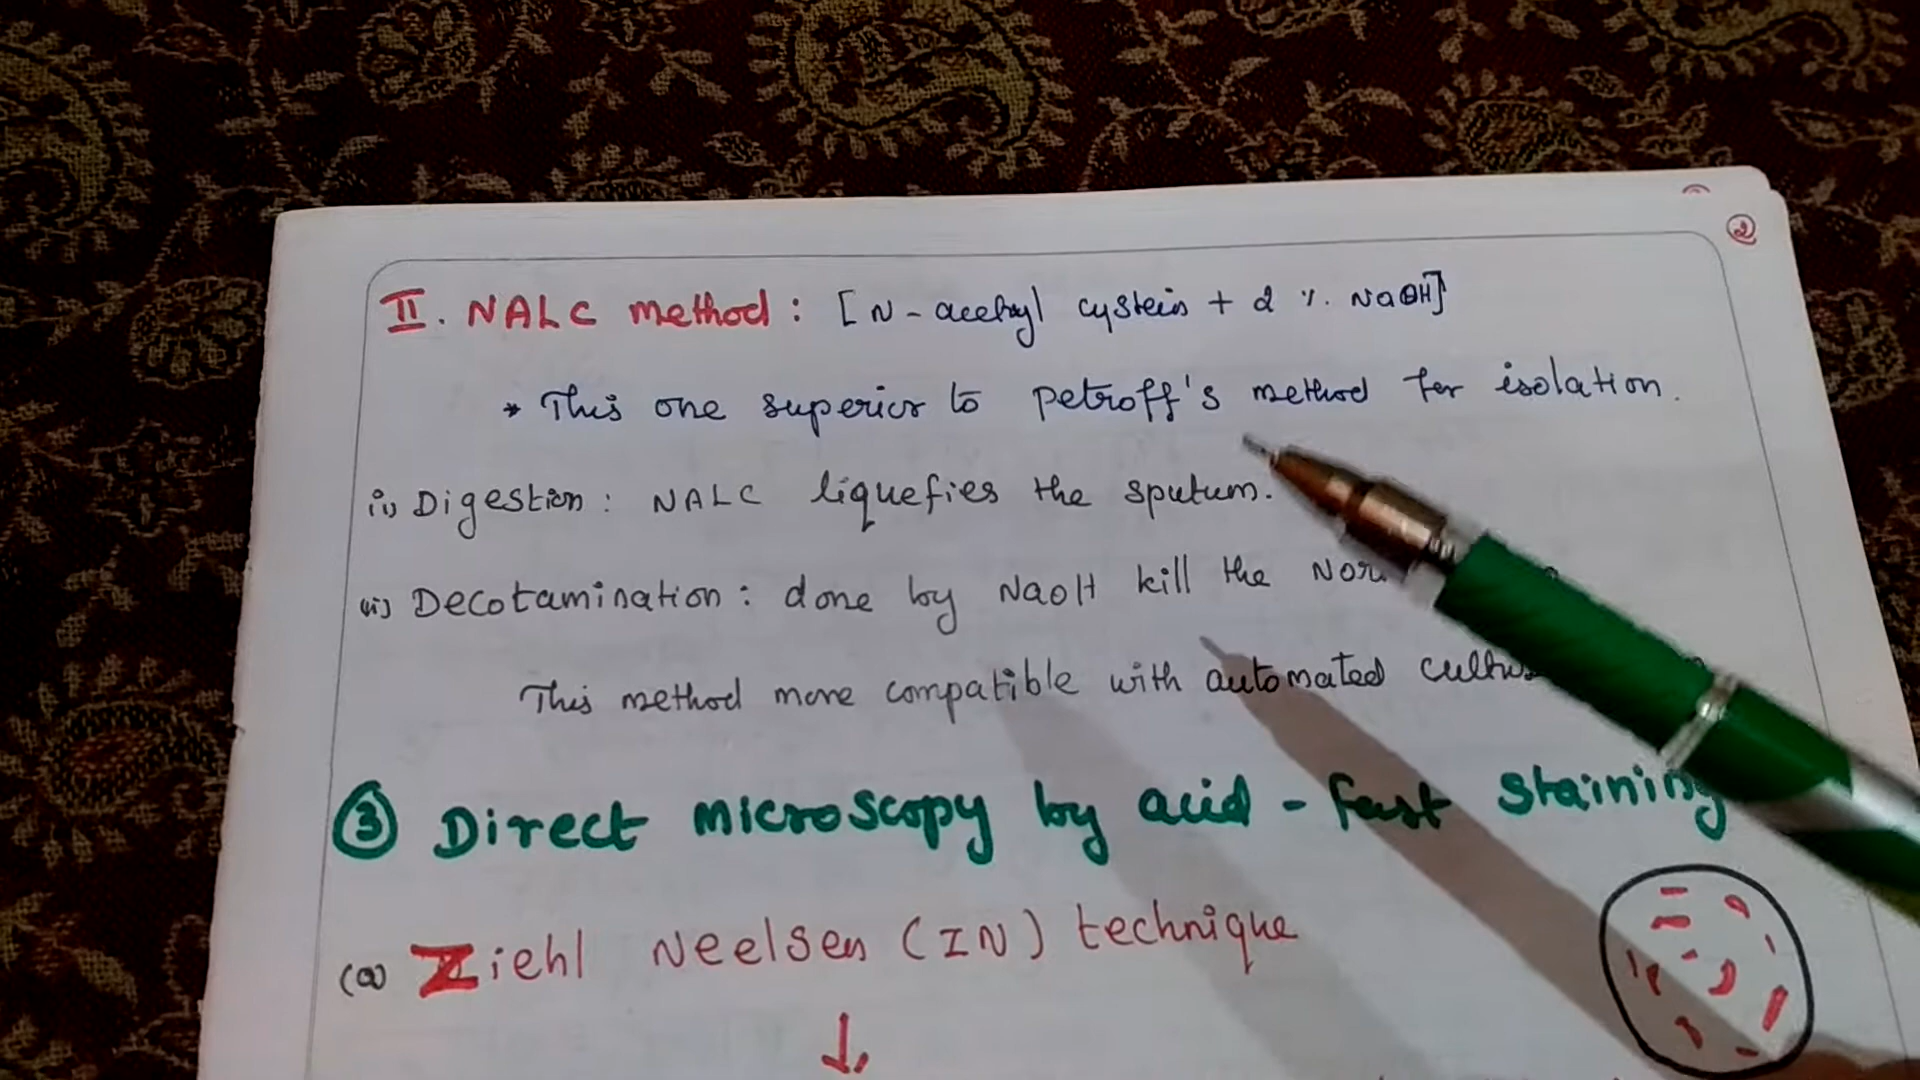 2
II. NALC method : [N-acetyl cystein + 2 %. NaOH]
* This one superior to Petroff's method for isolation.
i) Digestion : NALC liquefies the sputum.
ii) Decotamination : done by NaOH kill the
This method more compatible with automated
3 Direct microscopy by acid - fast staining
(a) Ziehl Neelsen (IN) technique